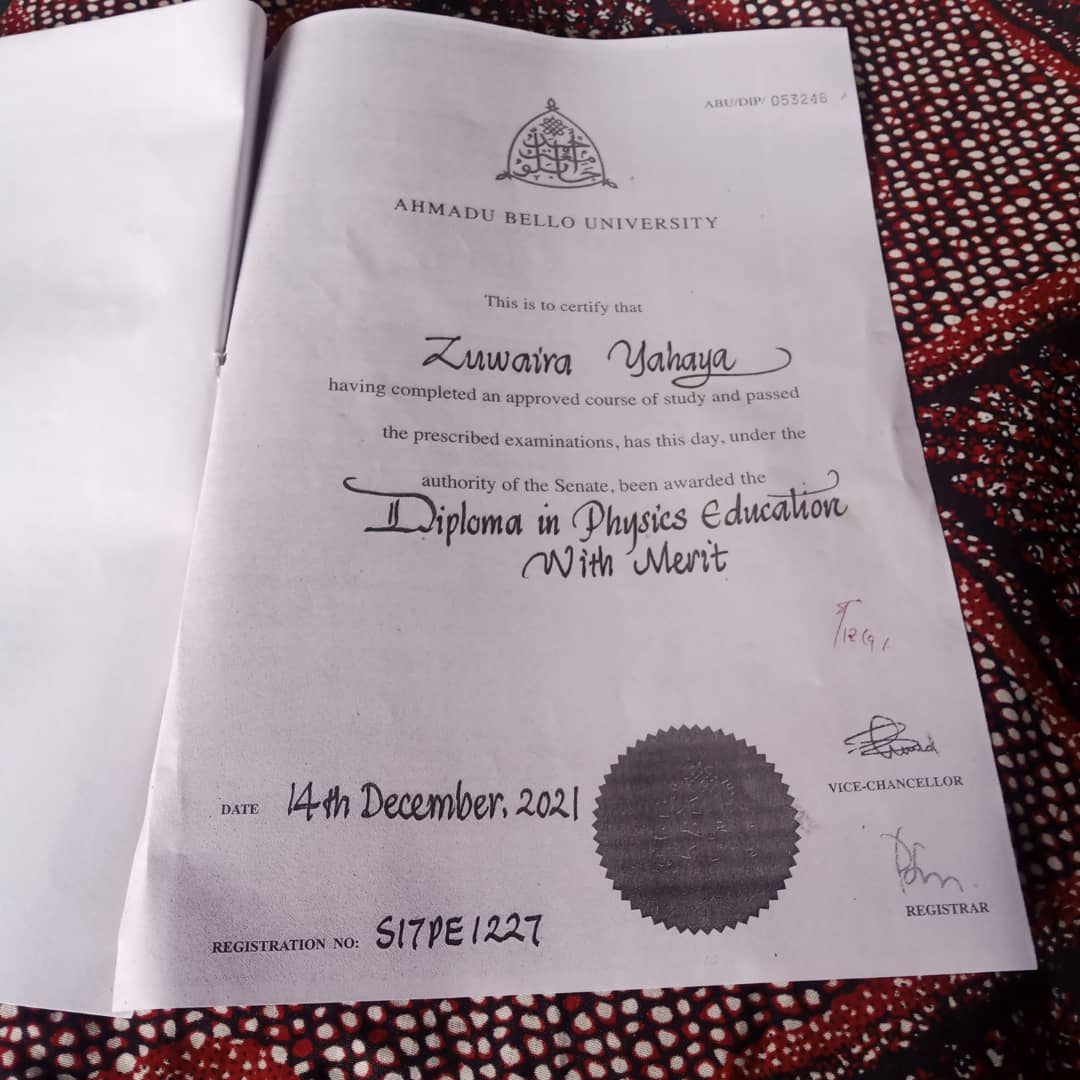 ABU/DIP/ 053246
AHMADU BELLO UNIVERSITY
This is to certify that
Zuwaira Yahaya
having completed an approved course of study and passed
the prescribed examinations, has this day, under the
authority of the Senate, been awarded the
Diploma in Physics Education
With Merit
DATE 14th December, 2021
VICE-CHANCELLOR
REGISTRAR
REGISTRATION NO: S17PE1227